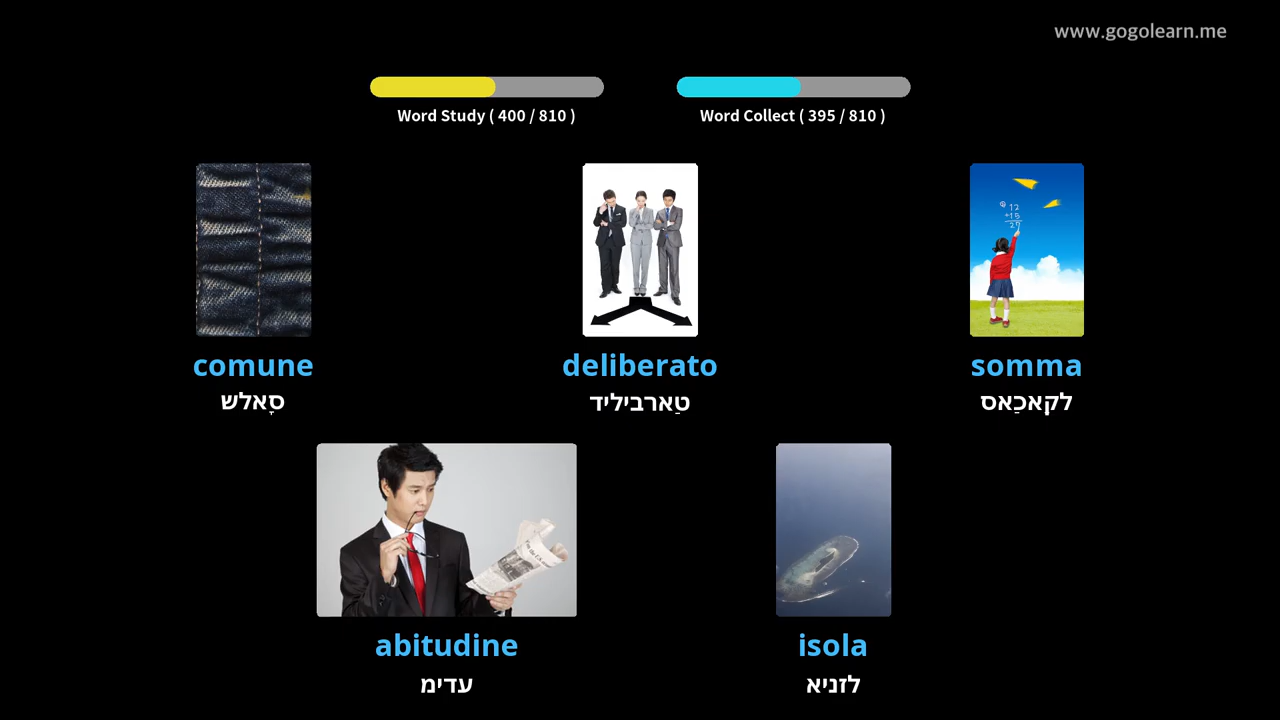 www.gogolearn.me
Word Study ( 400 / 810 )
Word Collect ( 395 / 810 )
comune
deliberato
somma
סָאלש
טַארביליד
לקאכַאס
abitudine
isola
עדימ
לזניא